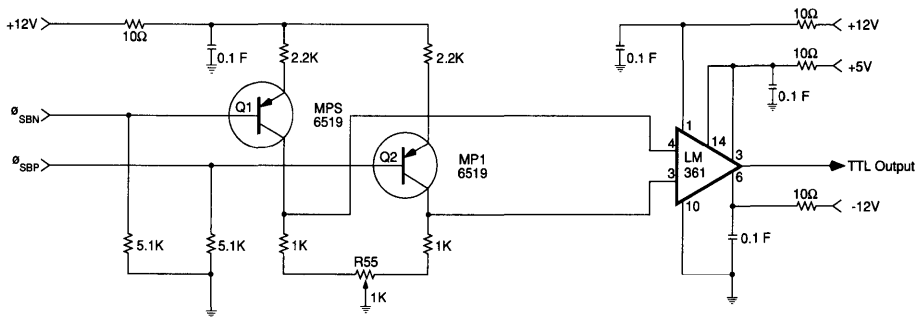 +12V
10Ω
0.1 F
2.2K
2.2K
0.1 F
10Ω
+12V
10Ω
+5V
0.1 F
øSBN
Q1
MPS
6519
øSBP
Q2
MP1
6519
1
14
4
LM
361
3
3
6
10
TTL Output
10Ω
-12V
0.1 F
5.1K
5.1K
1K
R55
1K
1K